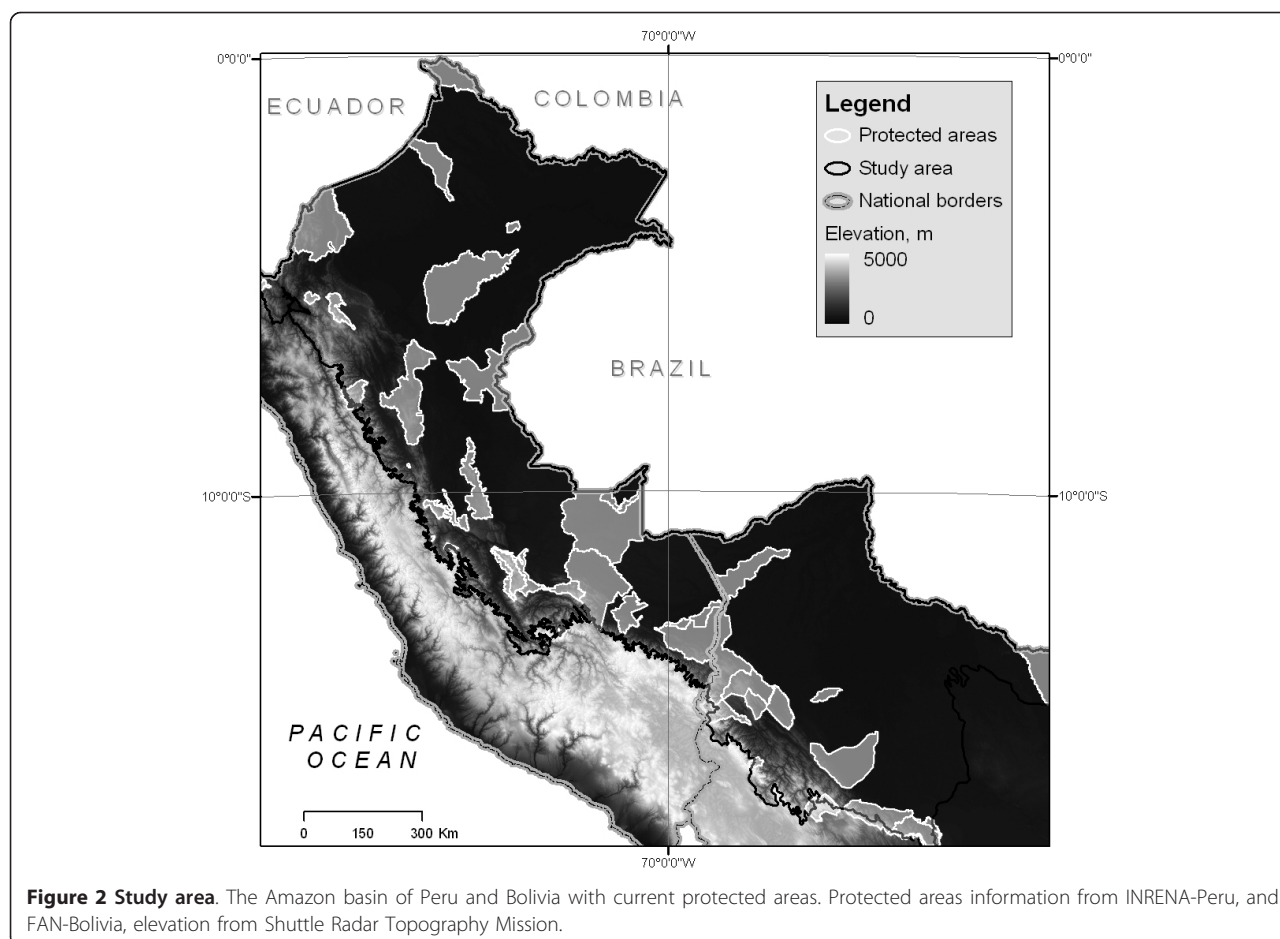 70°0'0"W
0°0'0"
0°0'0"S
ECUADOR
COLOMBIA
Legend
Protected areas
Study area
National borders
Elevation, m
5000
0
BRAZIL
10°0'0"S
10°0'0"S
PACIFIC
OCEAN
0 150 300 Km
70°0'0"W
Figure 2 Study area. The Amazon basin of Peru and Bolivia with current protected areas. Protected areas information from INRENA-Peru, and
FAN-Bolivia, elevation from Shuttle Radar Topography Mission.